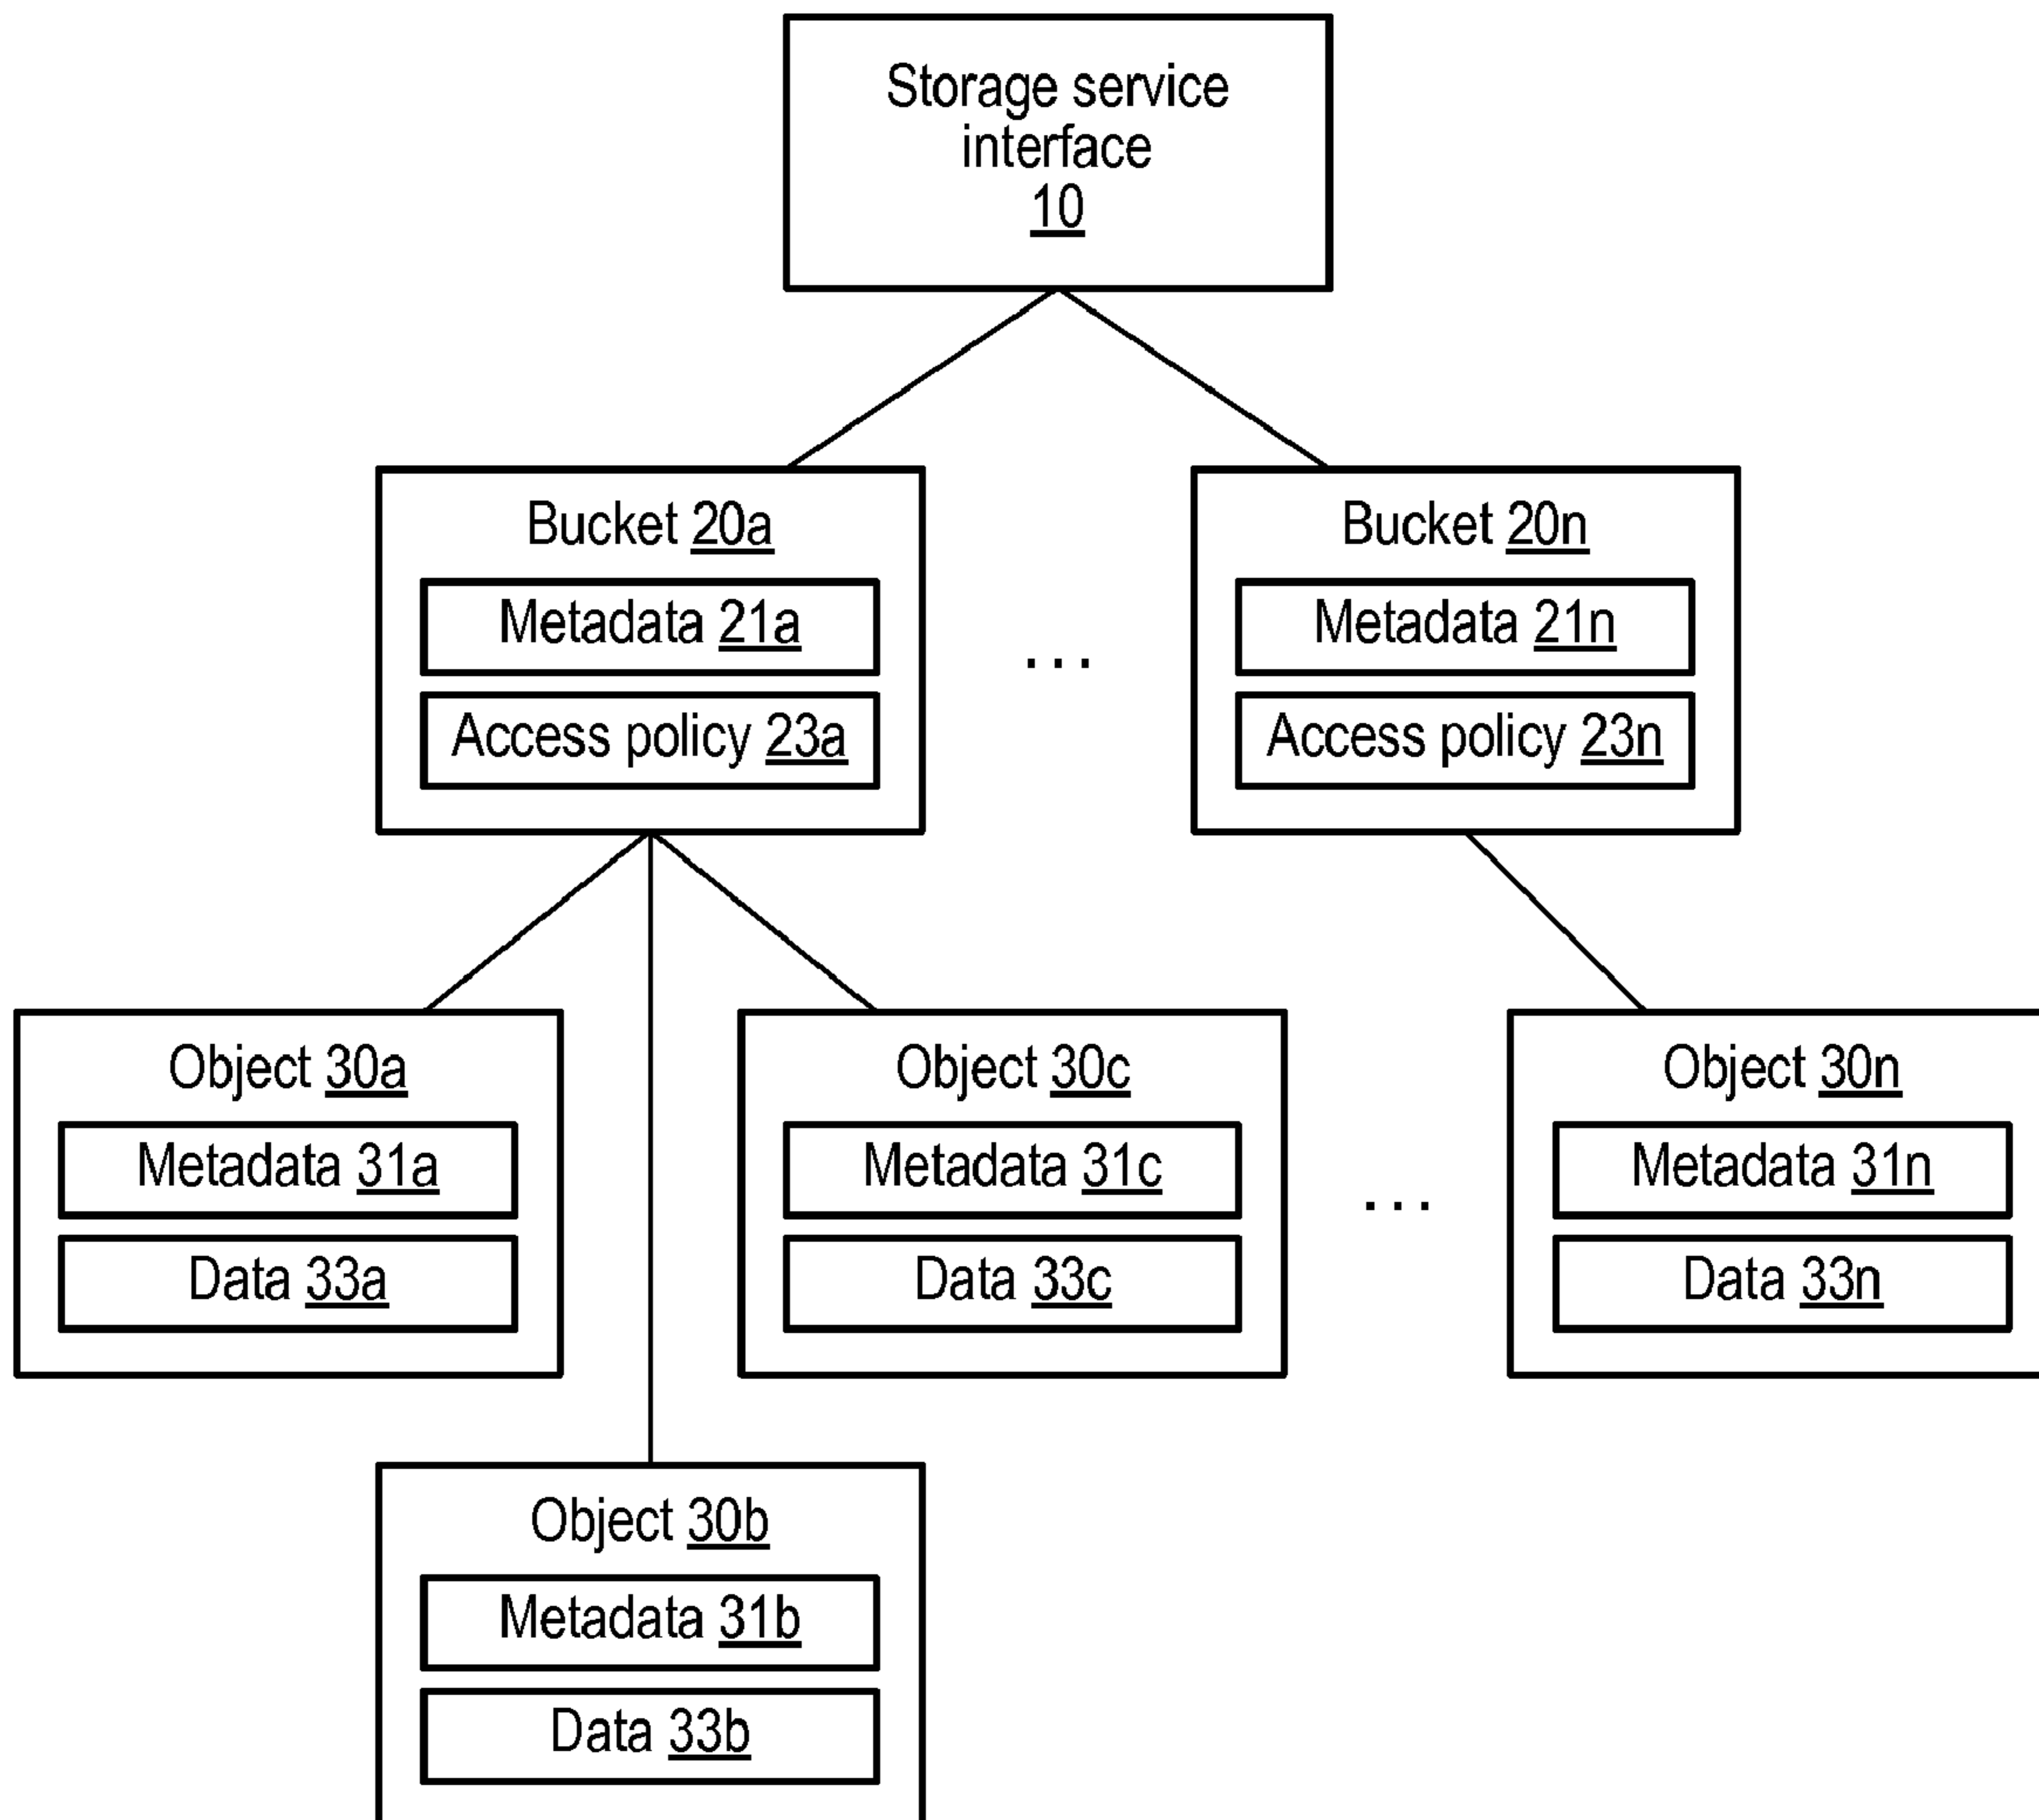 Storage service
interface
10
Bucket 20a
Metadata 21a
Access policy 23a
...
Bucket 20n
Metadata 21n
Access policy 23n
Object 30a
Metadata 31a
Data 33a
Object 30c
Metadata 31c
Data 33c
...
Object 30n
Metadata 31n
Data 33n
Object 30b
Metadata 31b
Data 33b